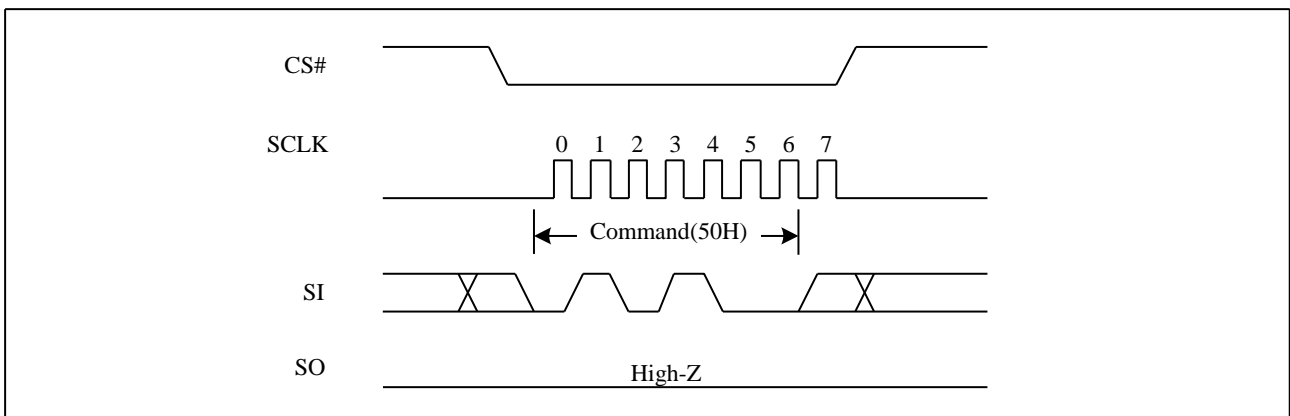 CS#
SCLK
0 1 2 3 4 5 6 7
Command(50H)
SI
SO
High-Z